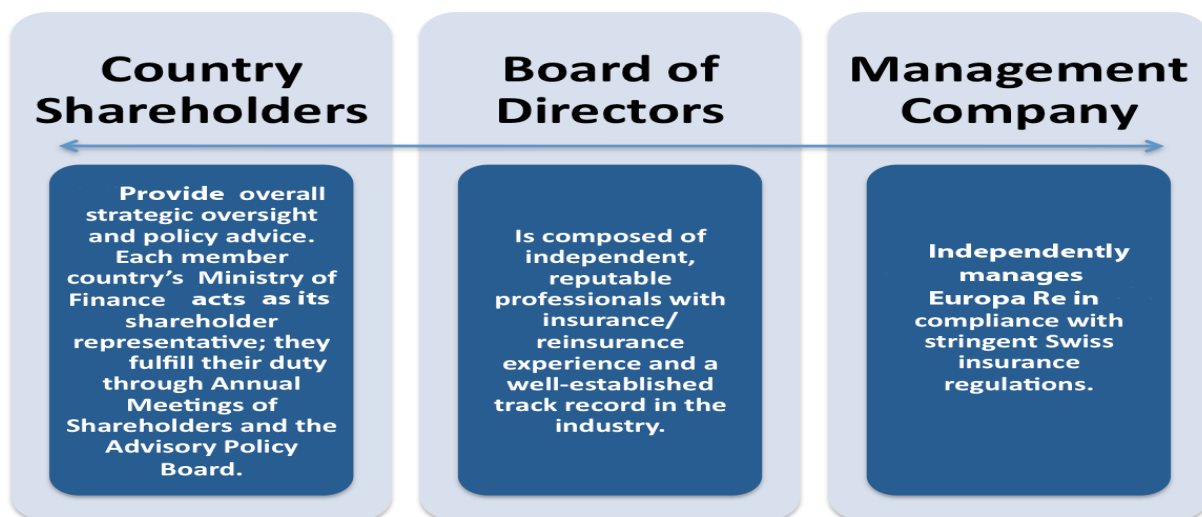 Country
Shareholders
Provide overall
strategic oversight
and policy advice.
Each member
country’s Ministry of
Finance acts as its
shareholder
representative; they
fulfill their duty
through Annual
Meetings of
Shareholders and the
Advisory Policy
Board.
Board of
Directors
Is composed of
independent,
reputable
professionals with
insurance/
reinsurance
experience and a
well-established
track record in the
industry.
Management
Company
Independently
manages
Europa Re in
compliance with
stringent Swiss
insurance
regulations.